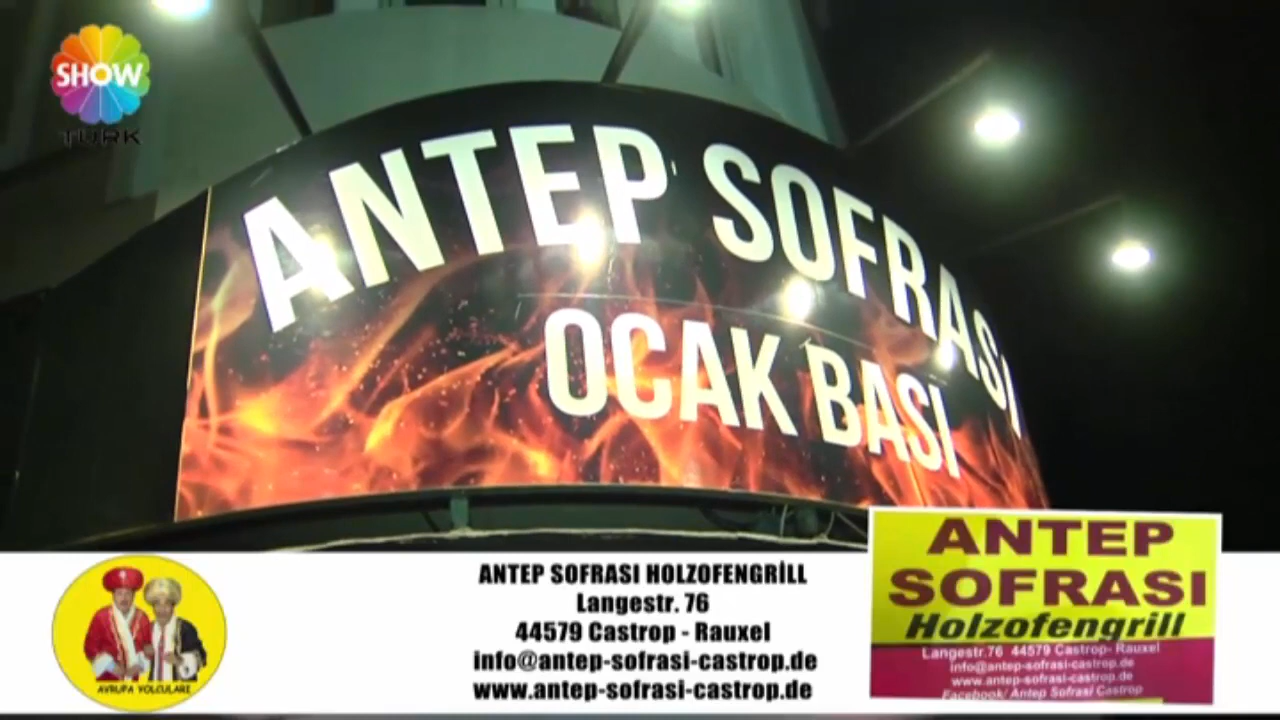 SHOW
TURK
ANTEP SOFRASI
OCAK BASI
ANTEP SOFRASI HOLZOFENGRİLL
Langestr. 76
44579 Castrop - Rauxel
info@antep-sofrasi-castrop.de
www.antep-sofrasi-castrop.de
AVRUPA YOLCULARI
ANTEP
SOFRASI
Holzofengrill
Langestr.76 44579 Castrop- Rauxel
info@antep-sofrasi-castrop.de
www.antep-sofrasi-castrop.de
Facebook/ Antep Sofrasi Castrop